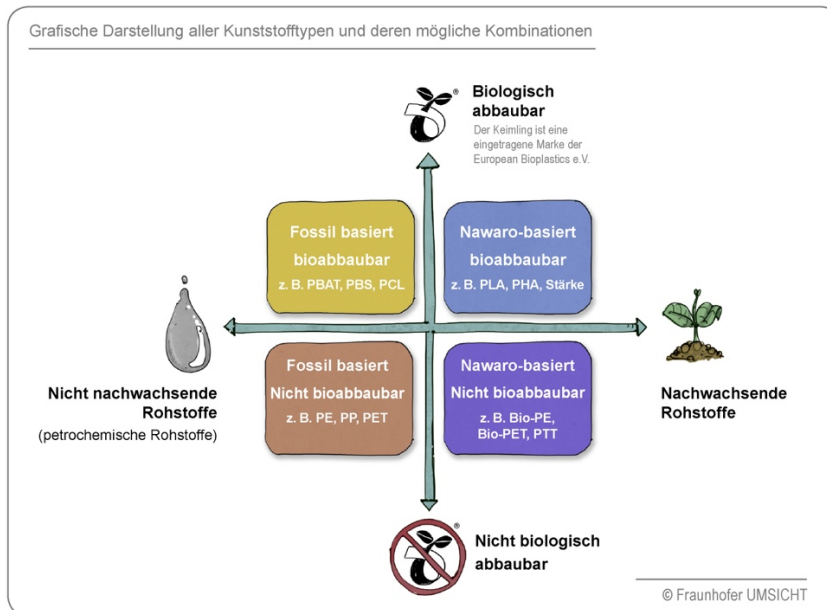 Grafische Darstellung aller Kunststofftypen und deren mögliche Kombinationen
Biologisch
abbaubar
Der Keimling ist eine
eingetragene Marke der
European Bioplastics e.V.
®
Fossil basiert
bioabbaubar
z. B. PBAT, PBS, PCL
Nawaro-basiert
bioabbaubar
z. B. PLA, PHA, Stärke
Nicht nachwachsende
Rohstoffe
(petrochemische Rohstoffe)
Nachwachsende
Rohstoffe
Fossil basiert
Nicht bioabbaubar
z. B. PE, PP, PET
Nawaro-basiert
Nicht bioabbaubar
z. B. Bio-PE,
Bio-PET, PTT
®
Nicht biologisch
abbaubar
© Fraunhofer UMSICHT